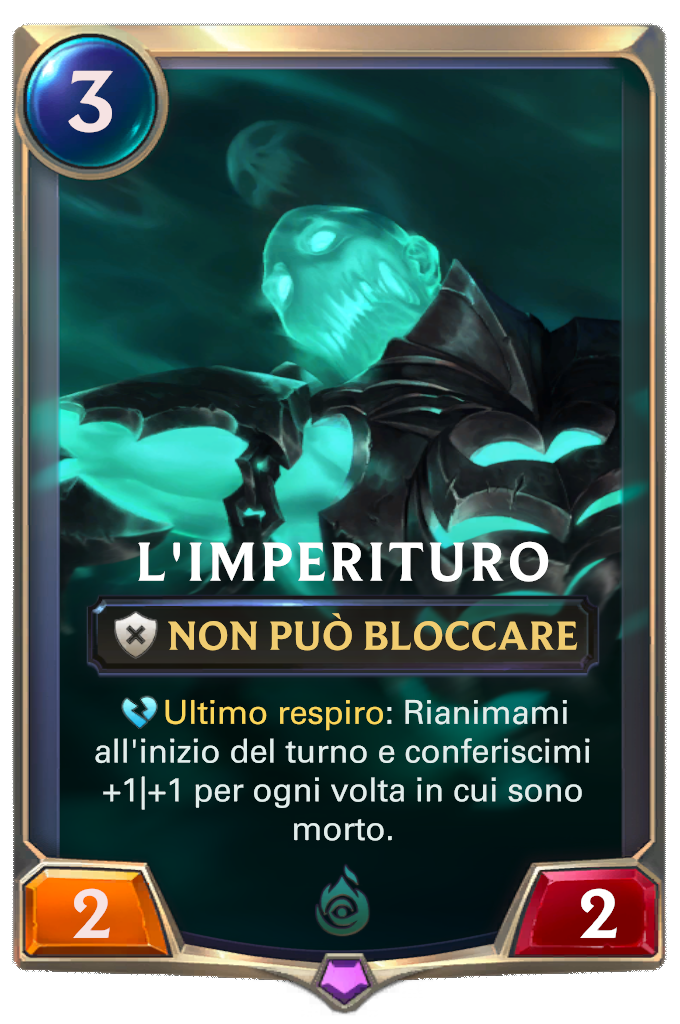 3
L'IMPERITURO
NON PUÒ BLOCCARE
Ultimo respiro: Rianimami
all'inizio del turno e conferiscimi
+1|+1 per ogni volta in cui sono
morto.
2
2